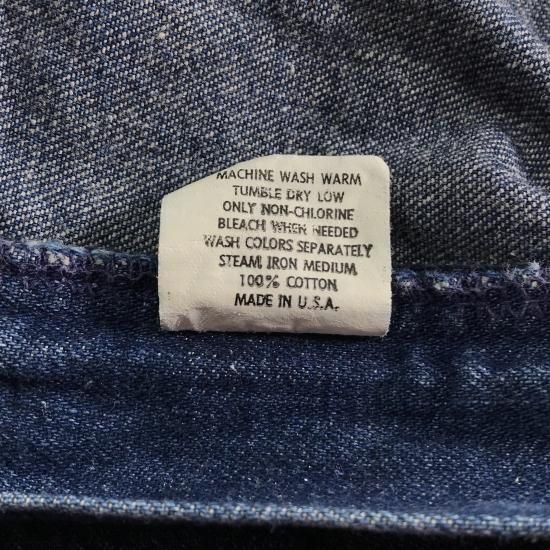 MACHINE WASH WARM
TUMBLE DRY LOW
ONLY NON-CHLORINE
BLEACH WHEN NEEDED
WASH COLORS SEPARATELY
STEAM IRON MEDIUM
100% COTTON
MADE IN U.S.A.